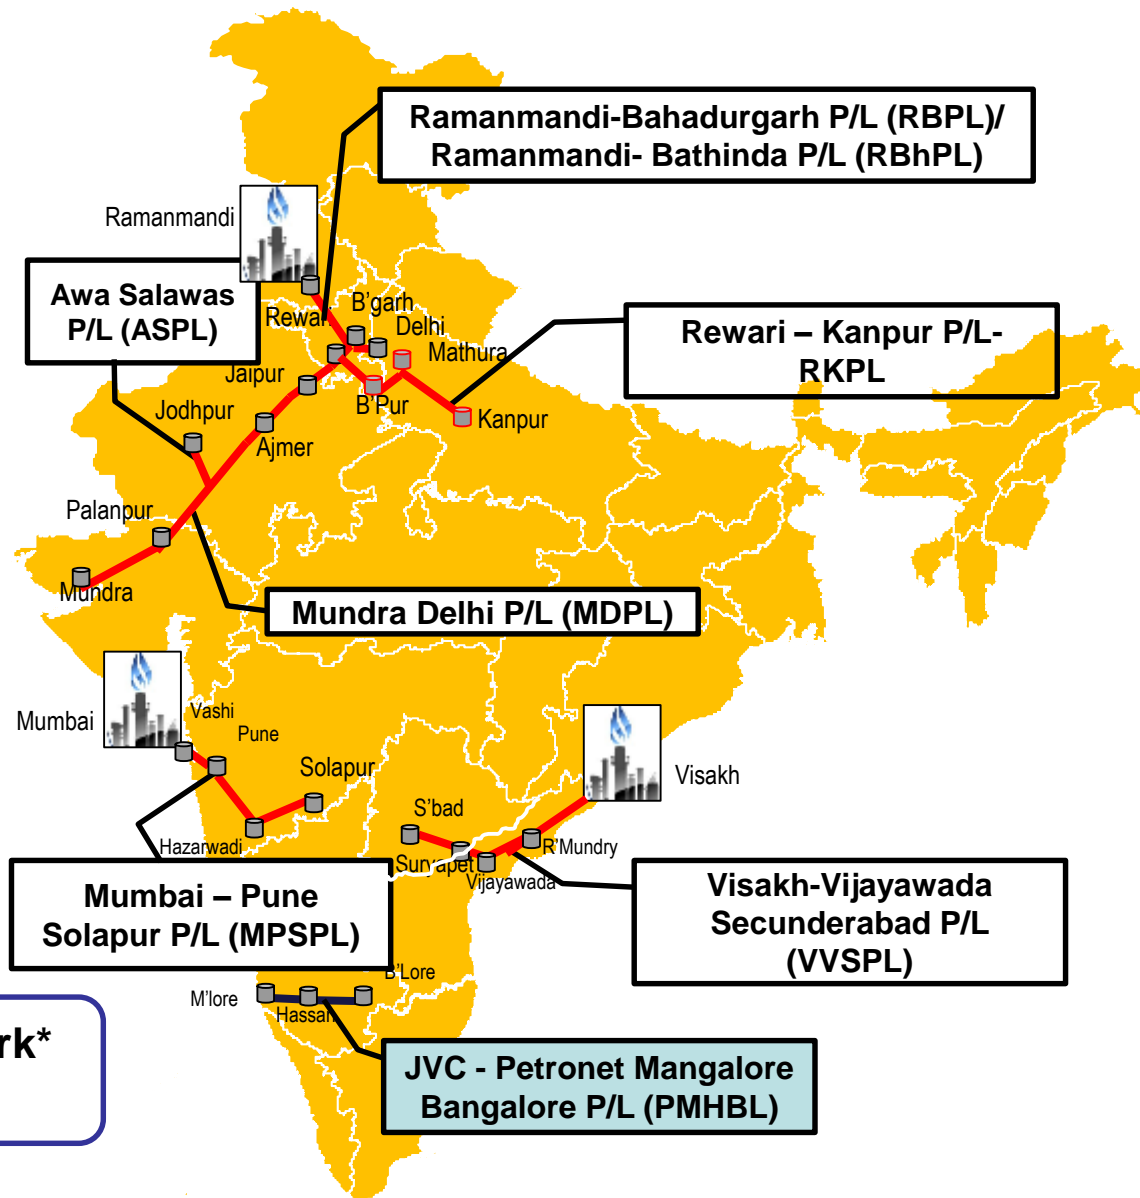 Ramanmandi-Bahadurgarh P/L (RBPL)/
Ramanmandi- Bathinda P/L (RBhPL)
Ramanmandi
Awa Salawas
P/L (ASPL)
Rewari
B'garh
Delhi
Mathura
Rewari – Kanpur P/L-
RKPL
Jaipur
B'Pur
Kanpur
Jodhpur
Ajmer
Palanpur
Mundra
Mundra Delhi P/L (MDPL)
Mumbai
Vashi
Pune
Solapur
Hazarwadi
Visakh
S'bad
R'Mundry
Suryapet
Vijayawada
Mumbai – Pune
Solapur P/L (MPSPL)
Visakh-Vijayawada
Secunderabad P/L
(VVSPL)
B'Lore
M'lore
Hassan
rk*
JVC - Petronet Mangalore
Bangalore P/L (PMHBL)